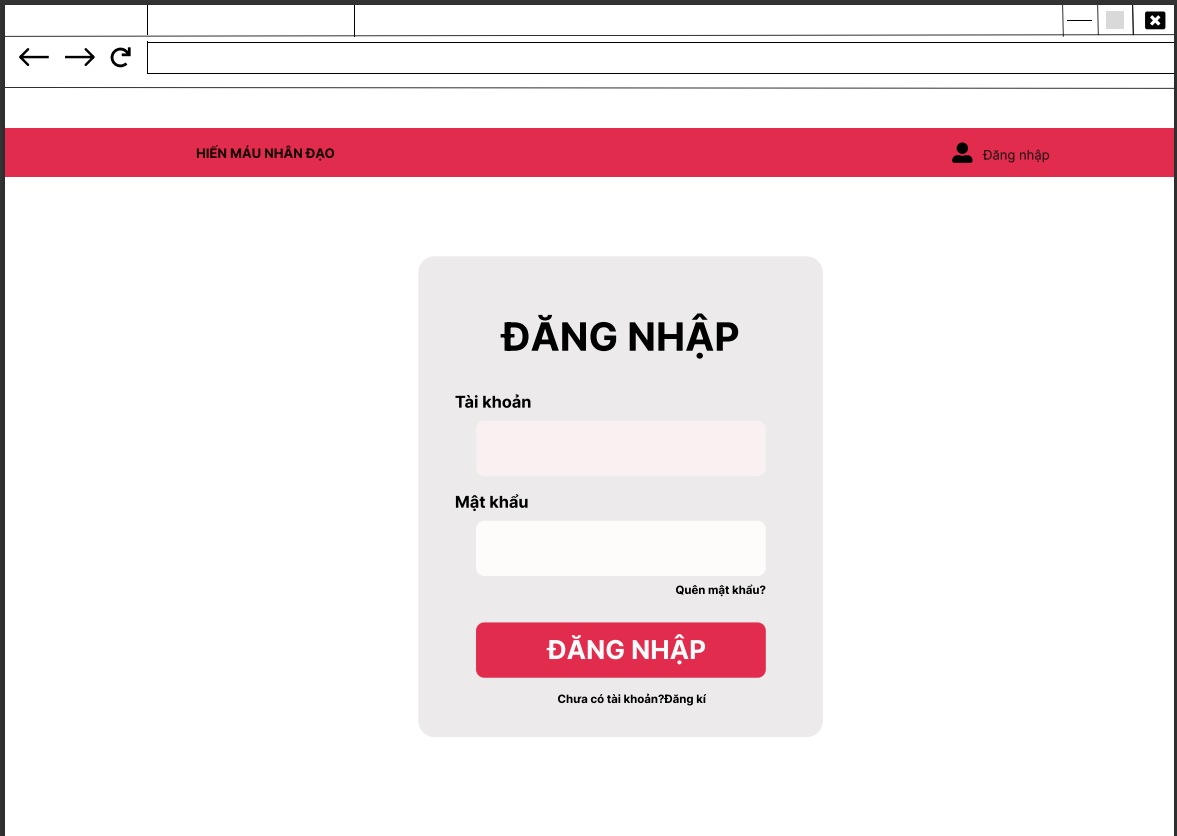 HIẾN MÁU NHÂN ĐẠO
Đăng nhập
ĐĂNG NHẬP
Tài khoản
Mật khẩu
Quên mật khẩu?
ĐĂNG NHẬP
Chưa có tài khoản?Đăng kí